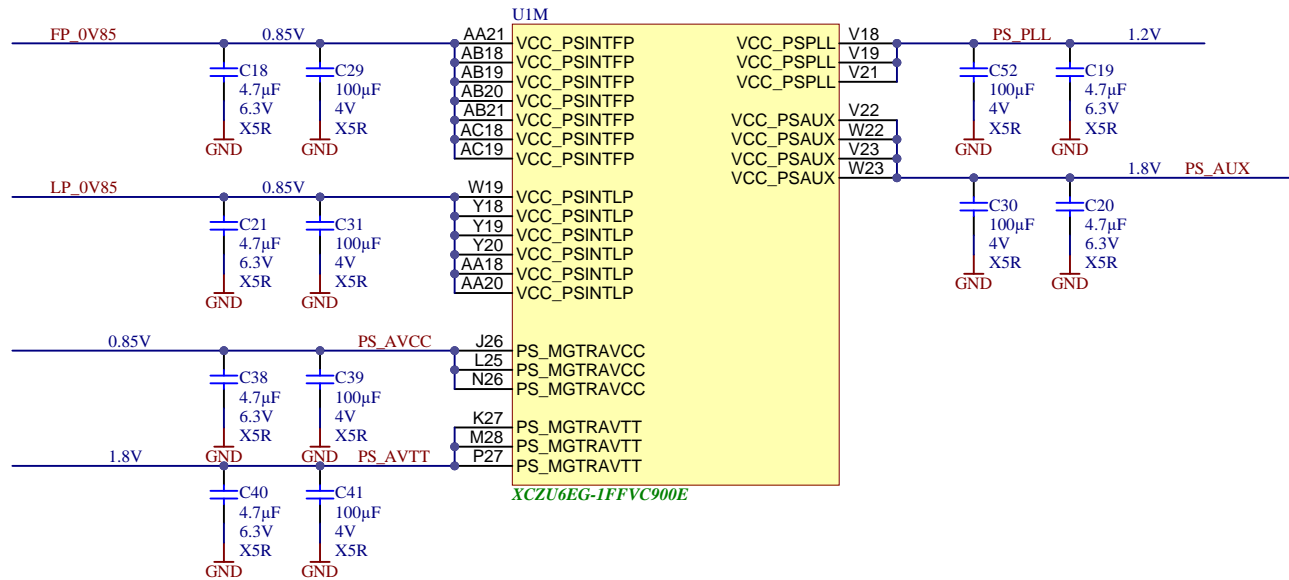 U1M
FP_0V85
0.85V
C18
4.7µF
6.3V
X5R
GND
C29
100µF
4V
X5R
GND
AA21 VCC_PSINTFP
AB18 VCC_PSINTFP
AB19 VCC_PSINTFP
AB20 VCC_PSINTFP
AB21 VCC_PSINTFP
AC18 VCC_PSINTFP
AC19 VCC_PSINTFP
LP_0V85
0.85V
C21
4.7µF
6.3V
X5R
GND
C31
100µF
4V
X5R
GND
W19 VCC_PSINTLP
Y18 VCC_PSINTLP
Y19 VCC_PSINTLP
Y20 VCC_PSINTLP
AA18 VCC_PSINTLP
AA20 VCC_PSINTLP
0.85V
PS_AVCC
C38
4.7µF
6.3V
X5R
GND
C39
100µF
4V
X5R
GND
J26 PS_MGTRAVCC
L25 PS_MGTRAVCC
N26 PS_MGTRAVCC
1.8V
PS_AVTT
C40
4.7µF
6.3V
X5R
GND
C41
100µF
4V
X5R
GND
K27 PS_MGTRAVTT
M28 PS_MGTRAVTT
P27 PS_MGTRAVTT
VCC_PSPLL V18
VCC_PSPLL V19
VCC_PSPLL V21
PS_PLL
1.2V
C52
100µF
4V
X5R
GND
C19
4.7µF
6.3V
X5R
GND
VCC_PSAUX V22
VCC_PSAUX W22
VCC_PSAUX V23
VCC_PSAUX W23
1.8V
PS_AUX
C30
100µF
4V
X5R
GND
C20
4.7µF
6.3V
X5R
GND
XCZU6EG-1FFVC900E